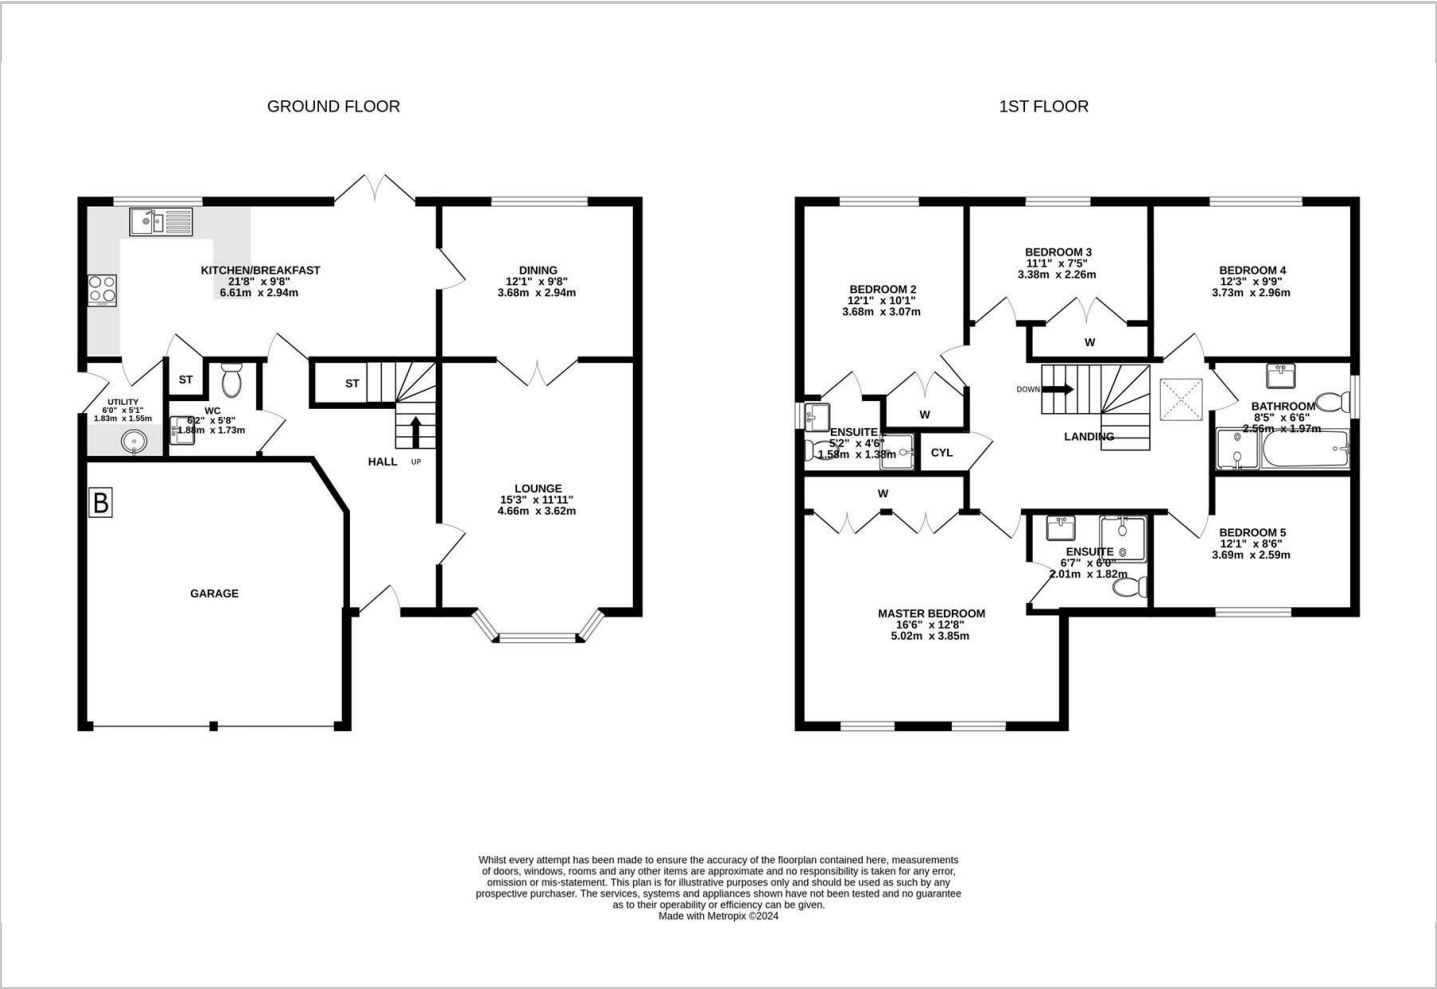 GROUND FLOOR
KITCHEN/BREAKFAST
21'8" x 9'8"
6.61m x 2.94m
DINING
12'1" x 9'8"
3.68m x 2.94m
ST
ST
UTILITY
6'0" x 5'1"
1.83m x 1.55m
WC
6'2" x 5'8"
1.88m x 1.73m
HALL
UP
LOUNGE
15'3" x 11'11"
4.66m x 3.62m
B
GARAGE
1ST FLOOR
BEDROOM 2
12'1" x 10'1"
3.68m x 3.07m
BEDROOM 3
11'1" x 7'5"
3.38m x 2.26m
W
BEDROOM 4
12'3" x 9'9"
3.73m x 2.96m
DOWN
W
ENSUITE
5'2" x 4'6"
1.58m x 1.38m
CYL
LANDING
BATHROOM
8'5" x 6'6"
2.56m x 1.97m
W
MASTER BEDROOM
16'6" x 12'8"
5.02m x 3.85m
ENSUITE
6'7" x 6'0"
2.01m x 1.82m
BEDROOM 5
12'1" x 8'6"
3.69m x 2.59m
Whilst every attempt has been made to ensure the accuracy of the floorplan contained here, measurements
of doors, windows, rooms and any other items are approximate and no responsibility is taken for any error,
omission or mis-statement. This plan is for illustrative purposes only and should be used as such by any
prospective purchaser. The services, systems and appliances shown have not been tested and no guarantee
as to their operability or efficiency can be given.
Made with Metropix ©2024